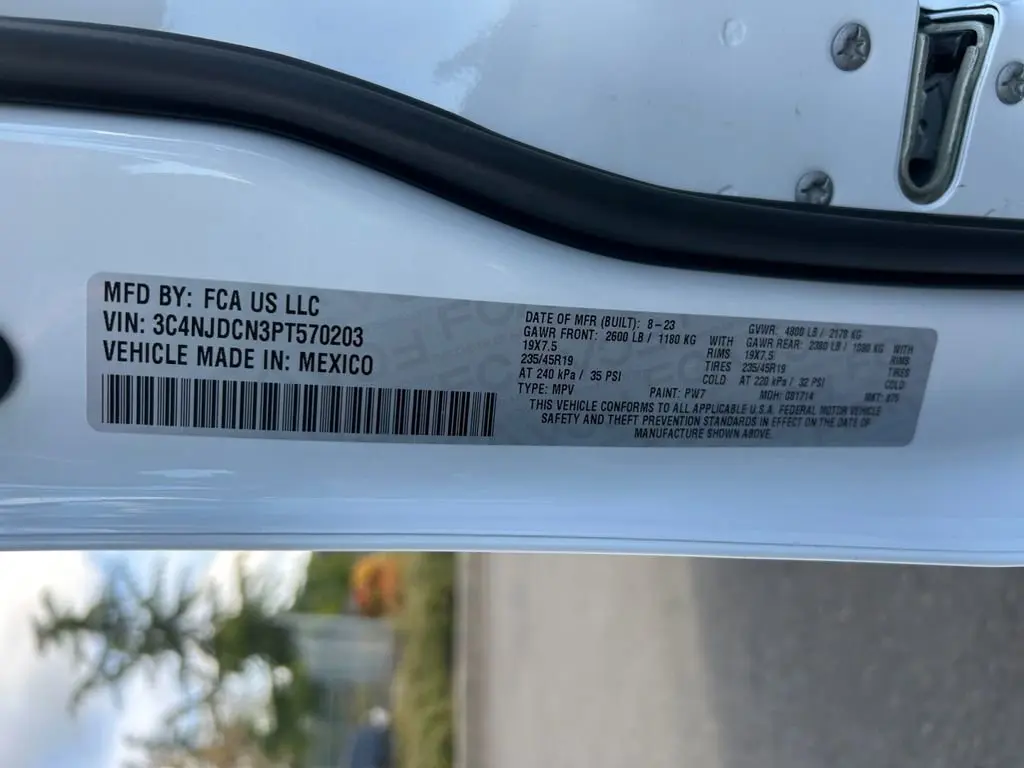 MFD BY: FCA US LLC
VIN: 3C4NJDCN3PT570203
VEHICLE MADE IN: MEXICO
DATE OF MFR (BUILT): 8-23 GVWR: 4800 LB / 2178 KG
GAWR FRONT: 2600 LB / 1180 KG WITH GAWR REAR: 2380 LB / 1080 KG WITH
19X7.5 RIMS 19X7.5 RIMS
235/45R19 TIRES 235/45R19 TIRES
AT 240 kPa / 35 PSI COLD AT 220 kPa / 32 PSI COLD
TYPE: MPV PAINT: PW7 MDH: 081714 MKT:
THIS VEHICLE CONFORMS TO ALL APPLICABLE U.S.A. FEDERAL MOTOR VEHICLE
SAFETY AND THEFT PREVENTION STANDARDS IN EFFECT ON THE DATE OF
MANUFACTURE SHOWN ABOVE.